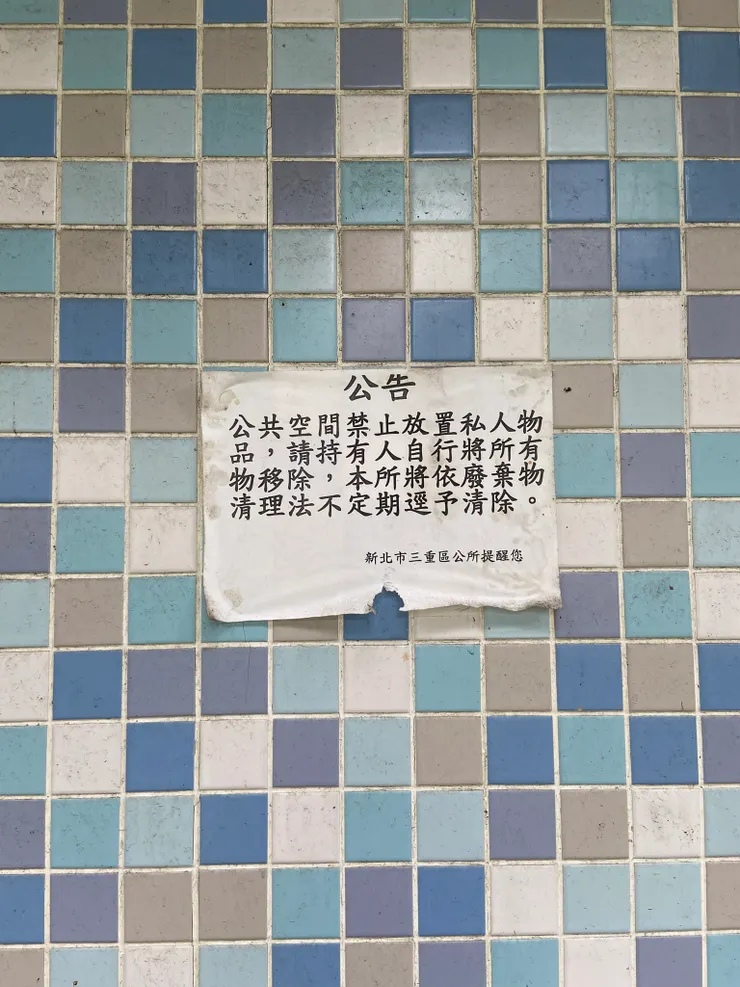 公告
公共空間禁止放置私人物
品，請持有人自行將所有
物移除，本所將依廢棄物
清理法不定期逕予清除。
新北市三重區公所提醒您